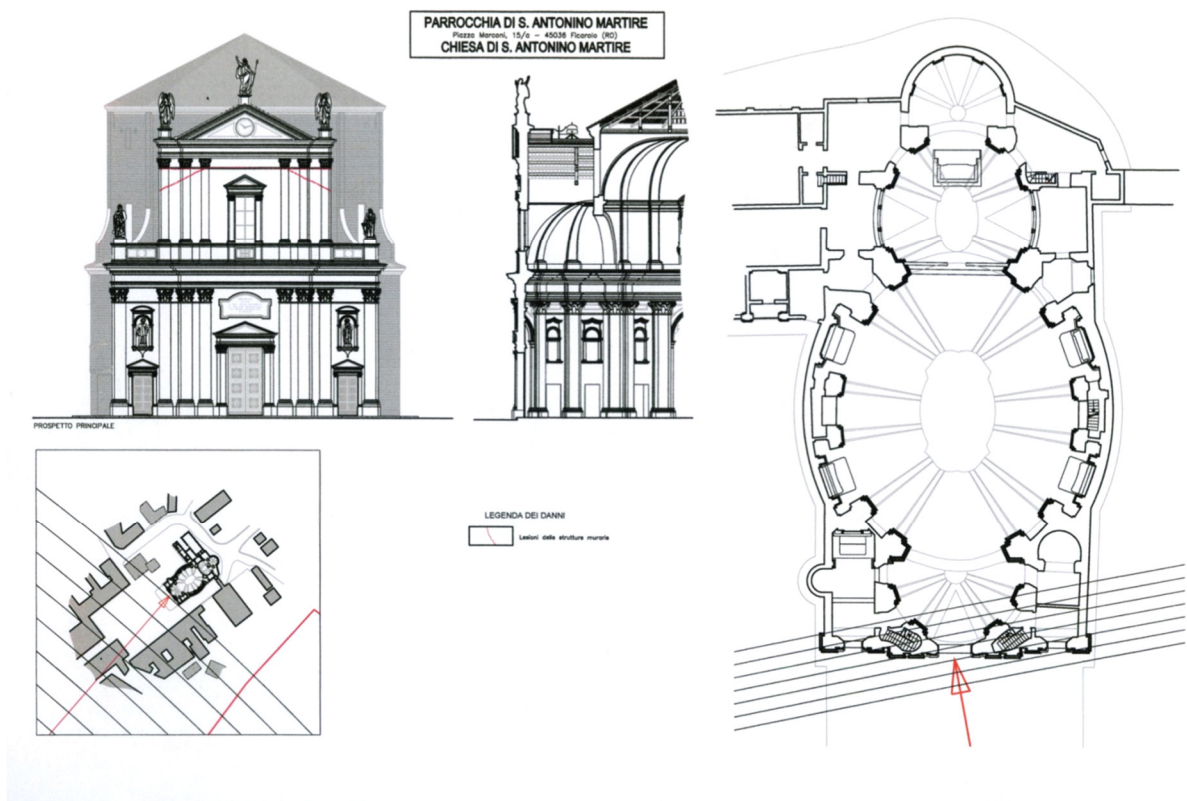 PARROCCHIA DI S. ANTONINO MARTIRE
Piazza Marconi, 15/a - 45036 Ficarolo (RO)
CHIESA DI S. ANTONINO MARTIRE
PROSPETTO PRINCIPALE
LEGENDA DEI DANNI
Lesioni delle strutture murarie